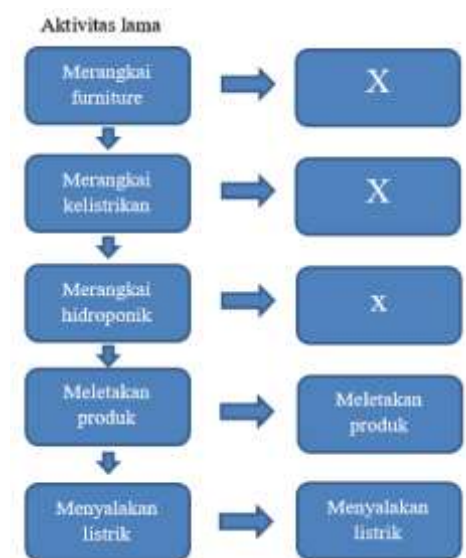 Aktivitas lama
Merangkai
furniture
X
Merangkai
kelistrikan
X
Merangkai
hidroponik
x
Meletakan
produk
Meletakan
produk
Menyalakan
listrik
Menyalakan
listrik